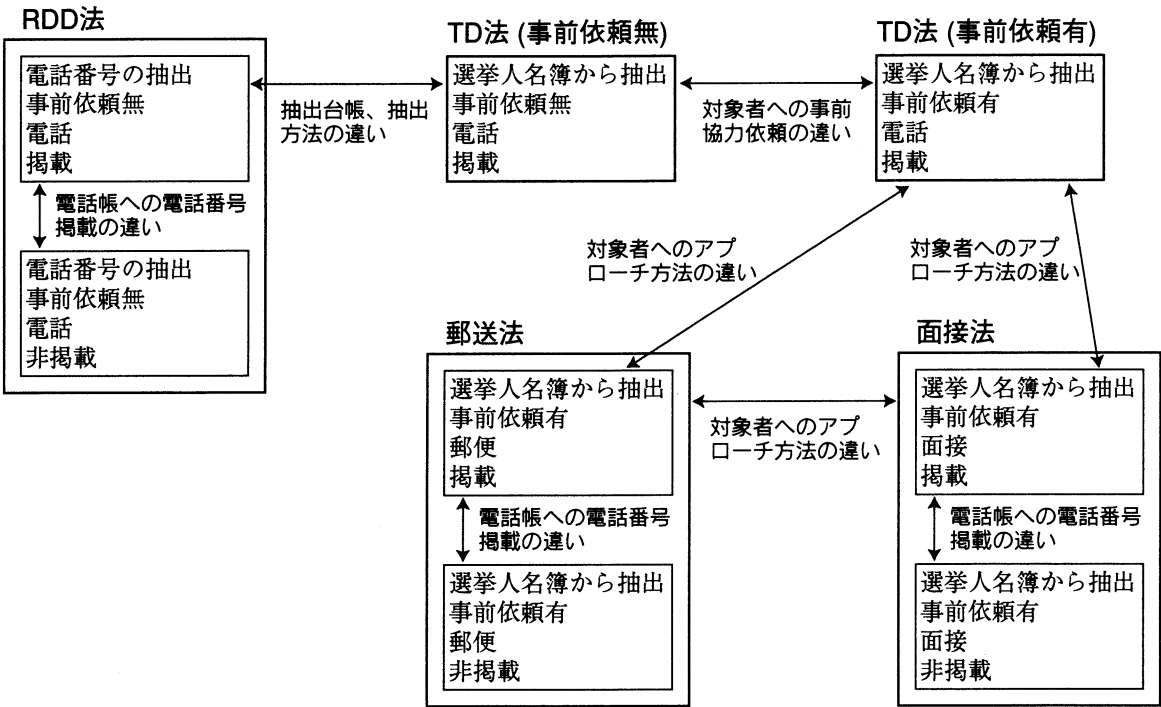 RDD法
電話番号の抽出
事前依頼無
電話
掲載
電話帳への電話番号
掲載の違い
電話番号の抽出
事前依頼無
電話
非掲載
抽出台帳、抽出
方法の違い
TD法 (事前依頼無)
選挙人名簿から抽出
事前依頼無
電話
掲載
対象者への事前
協力依頼の違い
TD法 (事前依頼有)
選挙人名簿から抽出
事前依頼有
電話
掲載
対象者へのアプ
ローチ方法の違い
対象者へのアプ
ローチ方法の違い
郵送法
選挙人名簿から抽出
事前依頼有
郵便
掲載
電話帳への電話番号
掲載の違い
選挙人名簿から抽出
事前依頼有
郵便
非掲載
対象者へのアプ
ローチ方法の違い
面接法
選挙人名簿から抽出
事前依頼有
面接
掲載
電話帳への電話番号
掲載の違い
選挙人名簿から抽出
事前依頼有
面接
非掲載